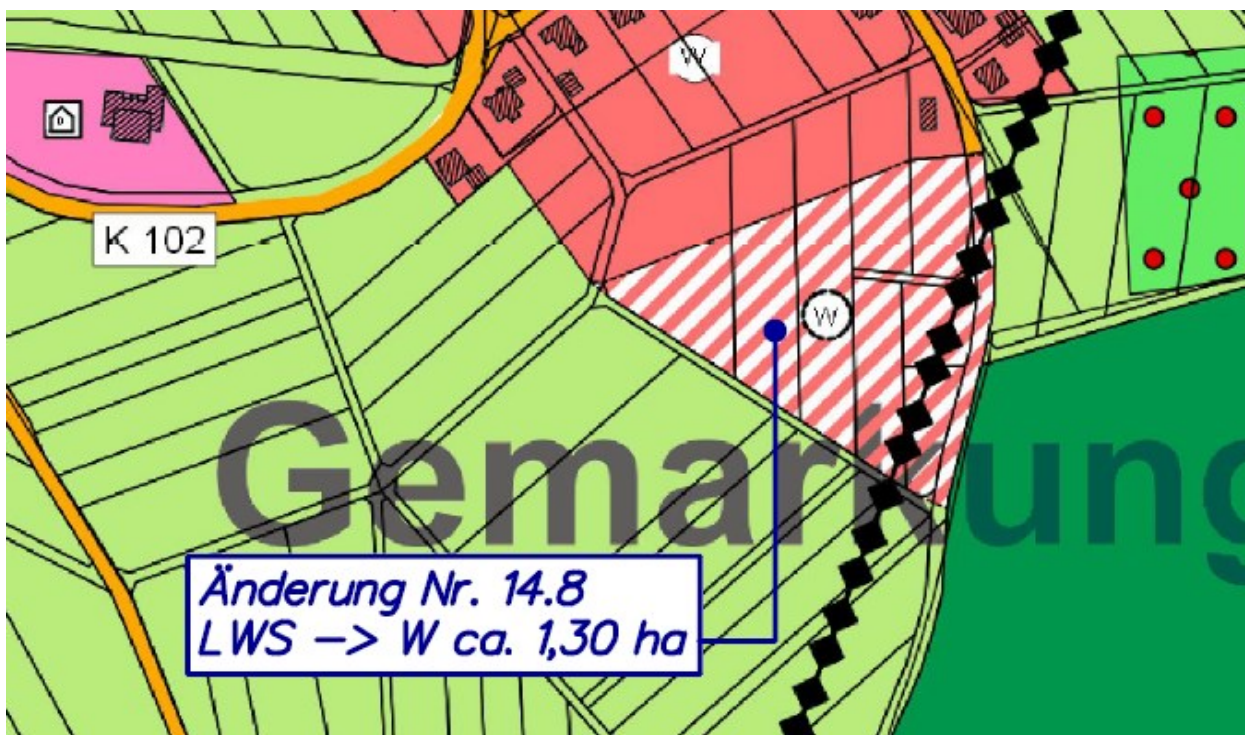 W
K 102
W
Gemarkung
Änderung Nr. 14.8
LWS -> W ca. 1,30 ha